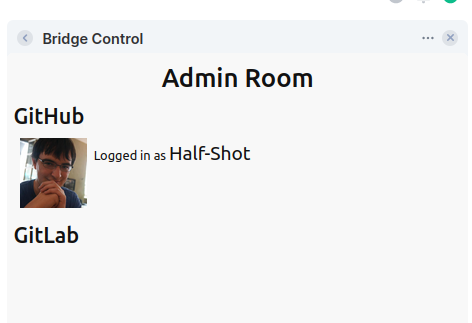 Bridge Control
Admin Room
GitHub
Logged in as Half-Shot
GitLab